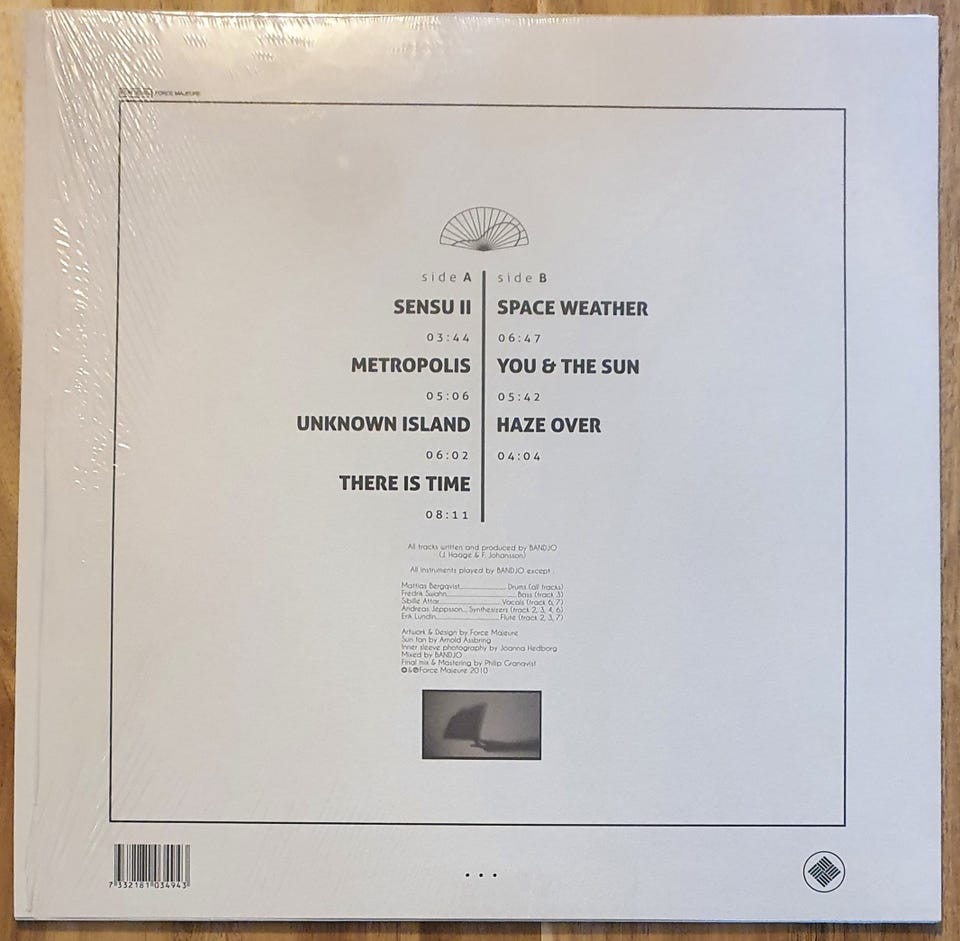 FORCE MAJEURE
side A
SENSU II
03:44
METROPOLIS
05:06
UNKNOWN ISLAND
06:02
THERE IS TIME
08:11
side B
SPACE WEATHER
06:47
YOU & THE SUN
05:42
HAZE OVER
04:04
All tracks written and produced by BANDJO
(J. Haage & F. Johansson)
All instruments played by BANDJO except :
Mattias Bergqvist Drums (all tracks)
Fredrik Swahn Bass (track 3)
Sibille Attar Vocals (track 6, 7)
Andreas Jeppsson Synthesizers (track 2, 3, 4, 6)
Erik Lundin Flute (track 2, 3, 7)
Artwork & Design by Force Majeure
Sun fan by Arnold Assbring
Inner sleeve photography by Joanna Hedborg
Mixed by BANDJO
Final mix & Mastering by Philip Granqvist
©&℗Force Majeure 2010
7 332181 034943